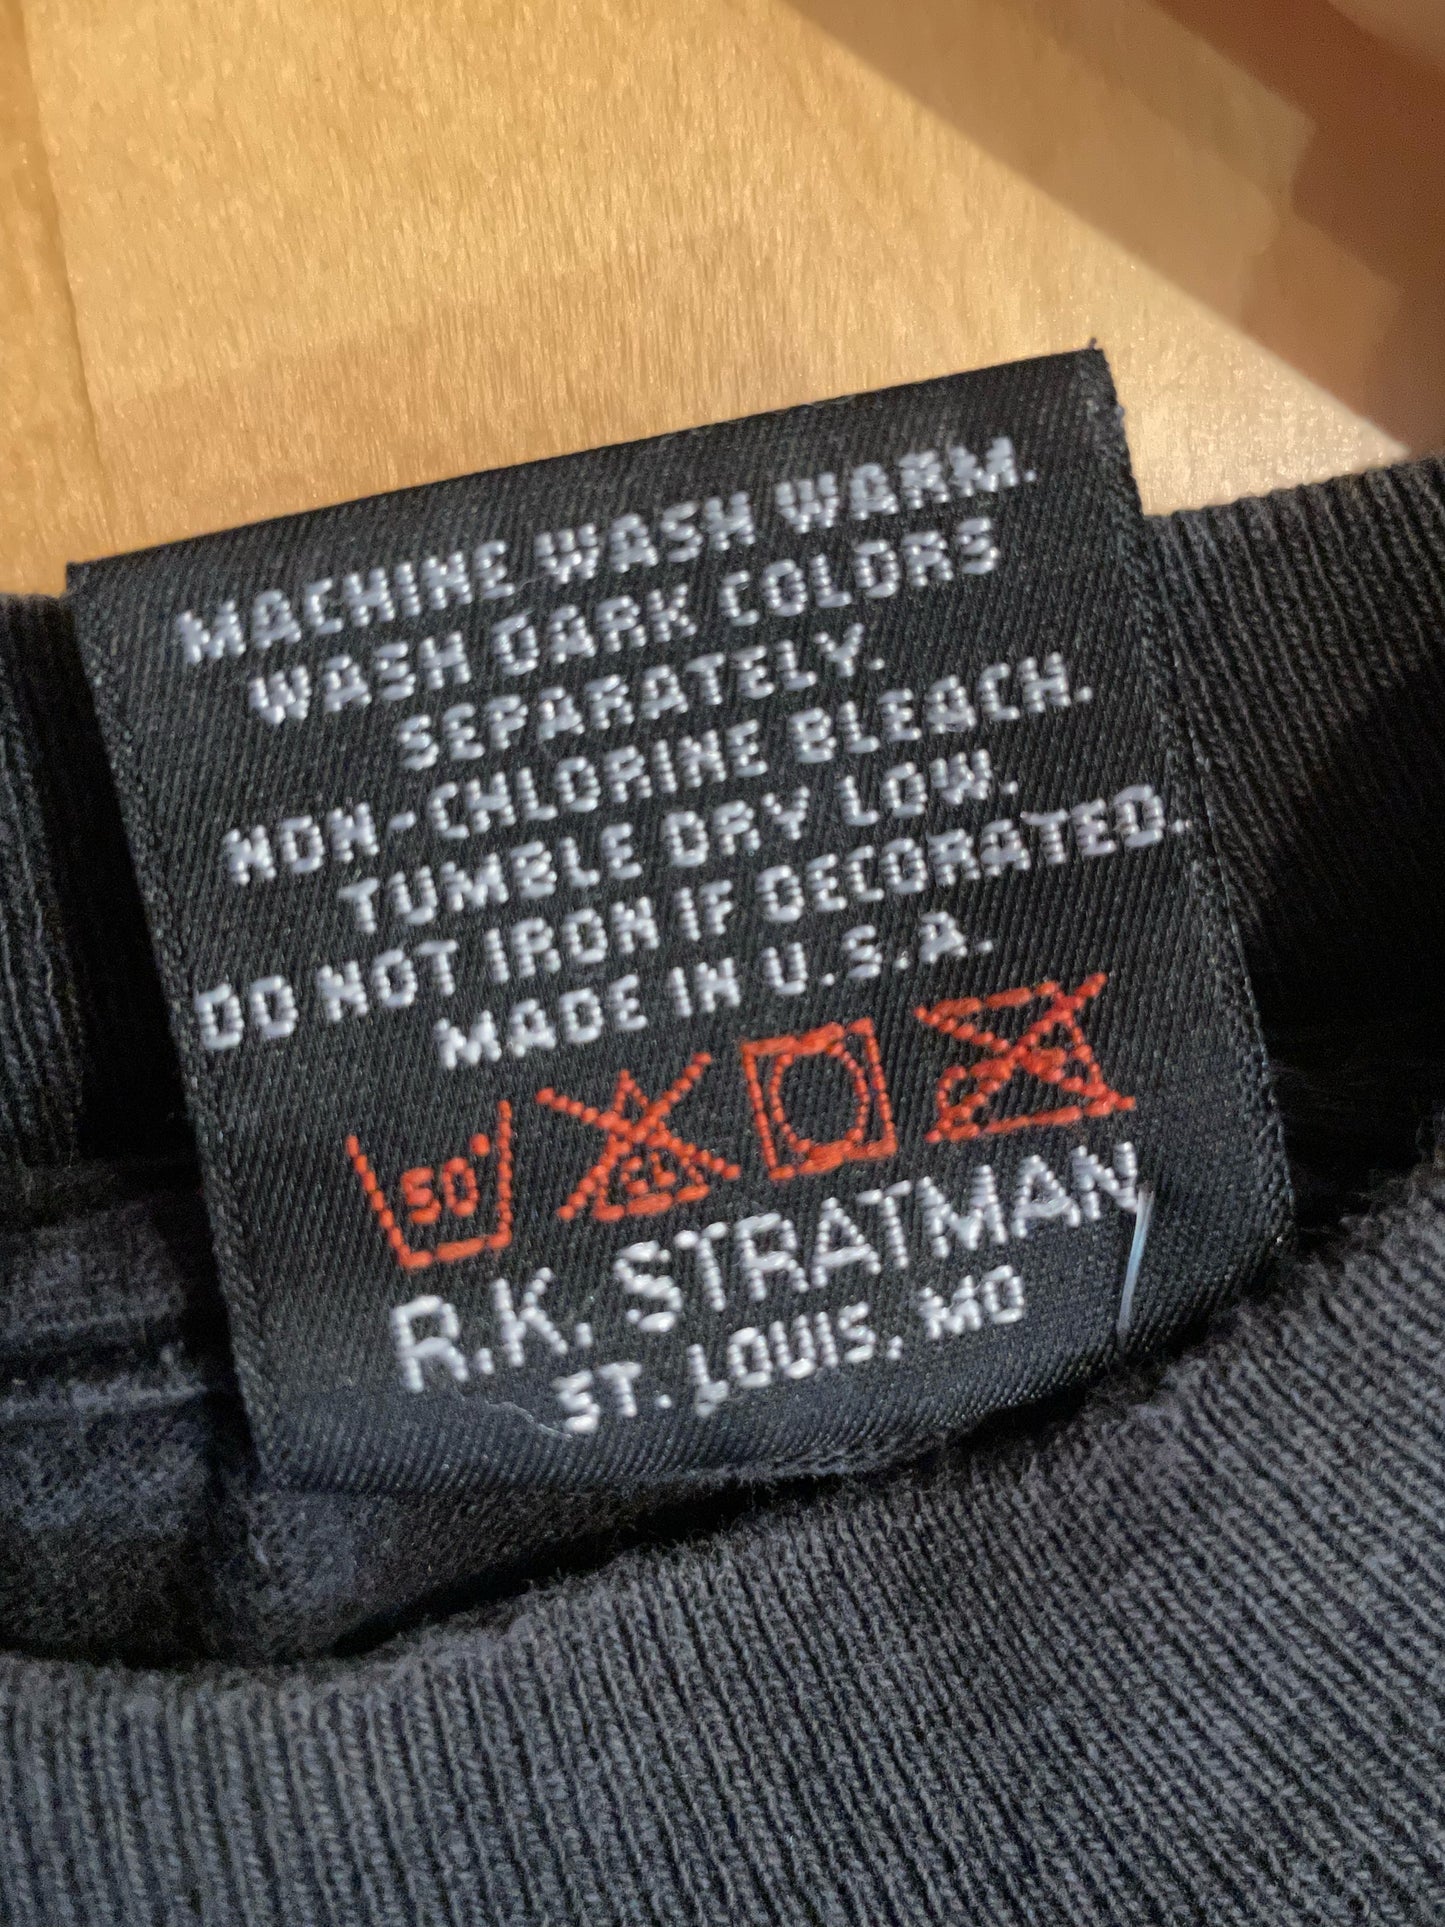 MACHINE WASH WARM.
WASH DARK COLORS
SEPARATELY.
NON-CHLORINE BLEACH.
TUMBLE DRY LOW.
DO NOT IRON IF DECORATED.
MADE IN U.S.A.
50° CL
R.K. STRATMAN
ST. LOUIS, MO